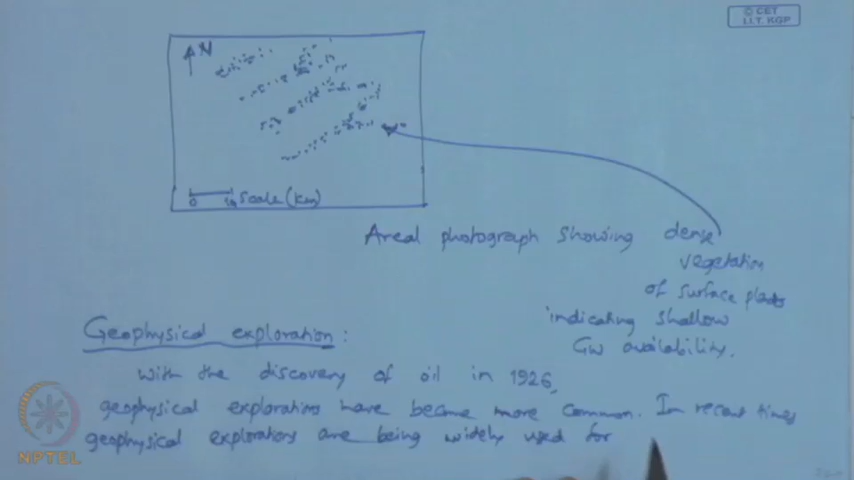 © CET
I.I.T. KGP
N
0 10 Scale (Km)
Areal photograph showing dense
vegetation
of surface plants
indicating shallow
GW availability.
Geophysical exploration:
With the discovery of oil in 1926,
geophysical explorations have become more common. In recent times
geophysical explorations are being widely used for
NPTEL